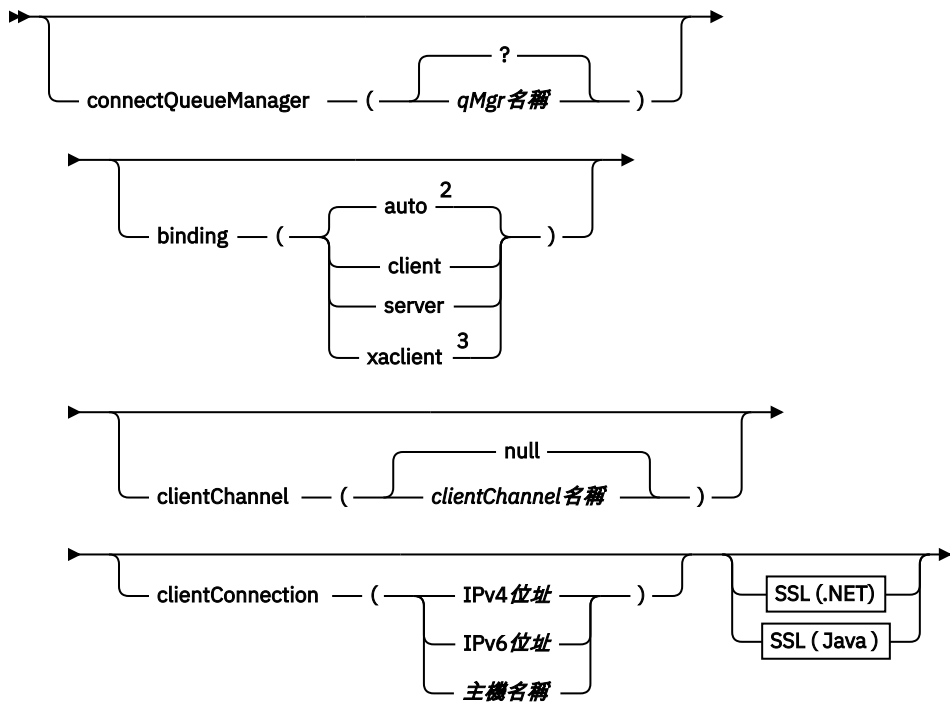 ?
connectQueueManager ( qMgr名稱 )
auto 2
binding ( )
client
server
xaclient 3
null
clientChannel ( clientChannel名稱 )
clientConnection ( IPv4位址 ) SSL (.NET)
IPv6位址 SSL ( Java )
主機名稱